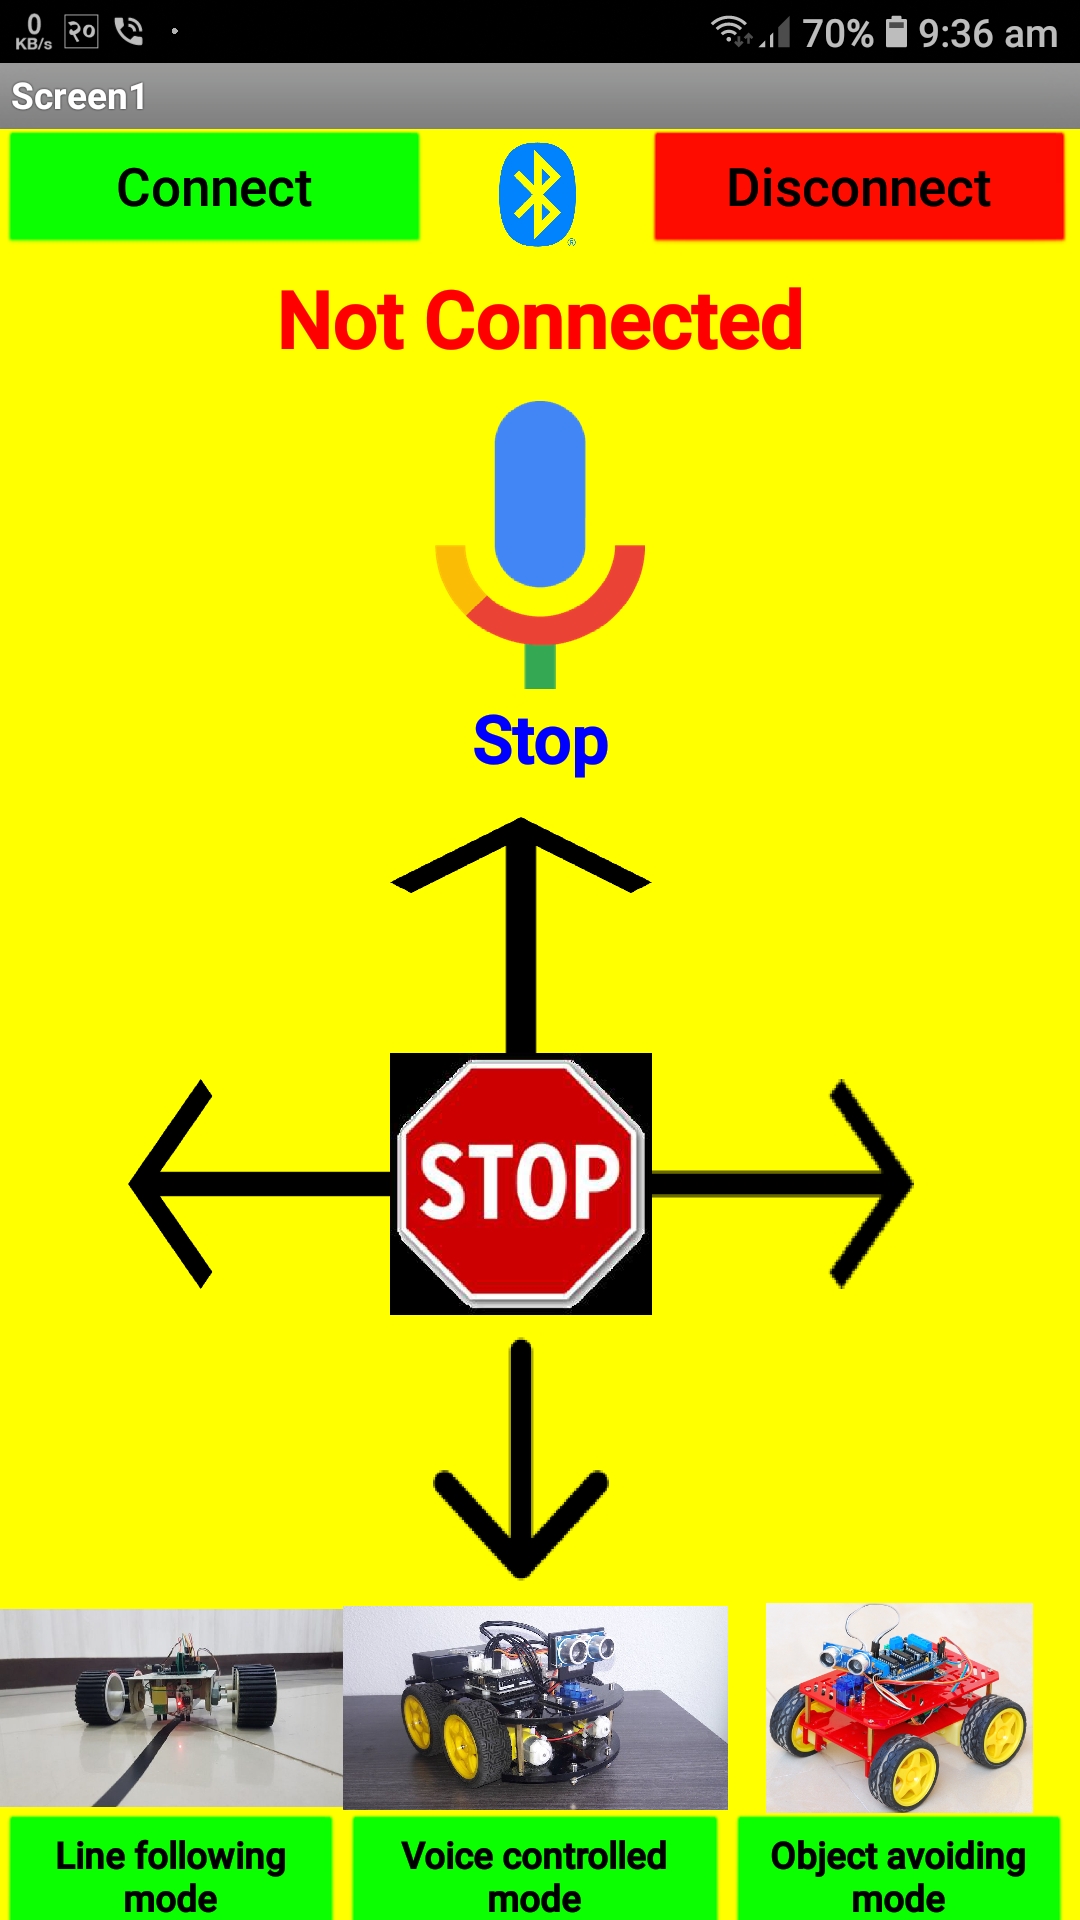 0
KB/s
२०
70%
9:36 am
Screen1
Connect
Disconnect
®
Not Connected
Stop
STOP
Line following
mode
Voice controlled
mode
Object avoiding
mode